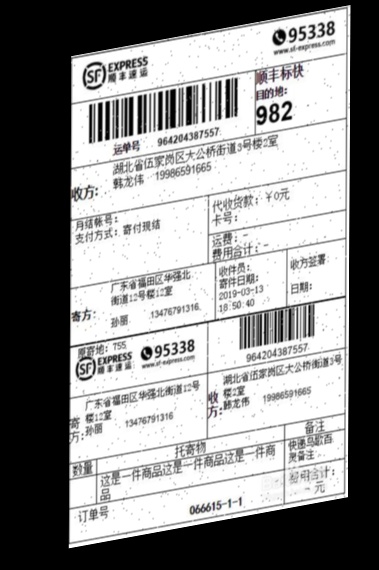 SF EXPRESS
顺丰速运
95338
www.sf-express.com
顺丰标快
目的地:
982
运单号 964204387557
收方:
湖北省伍家岗区大公桥街道3号楼2室
韩龙伟 19986591665
月结帐号:
支付方式: 寄付现结
代收货款: ¥0元
卡号:
运费: -
费用合计: -
寄方:
广东省福田区华强北
街道12号楼12室
孙丽 13476791316
收件员:
寄件日期:
2019-03-13
18:50:40
收方签署:
日期:
原寄地: 755
SF EXPRESS
顺丰速运
95338
964204387557
寄方:
广东省福田区华强北街道12号
楼12室
孙丽 13476791316
收方:
湖北省伍家岗区大公桥街道3号
楼2室
韩龙伟 19986591665
数量
托寄物
备注
这是一件商品这是一件商品这是一件商
品
快递
灵备注:
费用合计:
- 元
订单号
066615-1-1